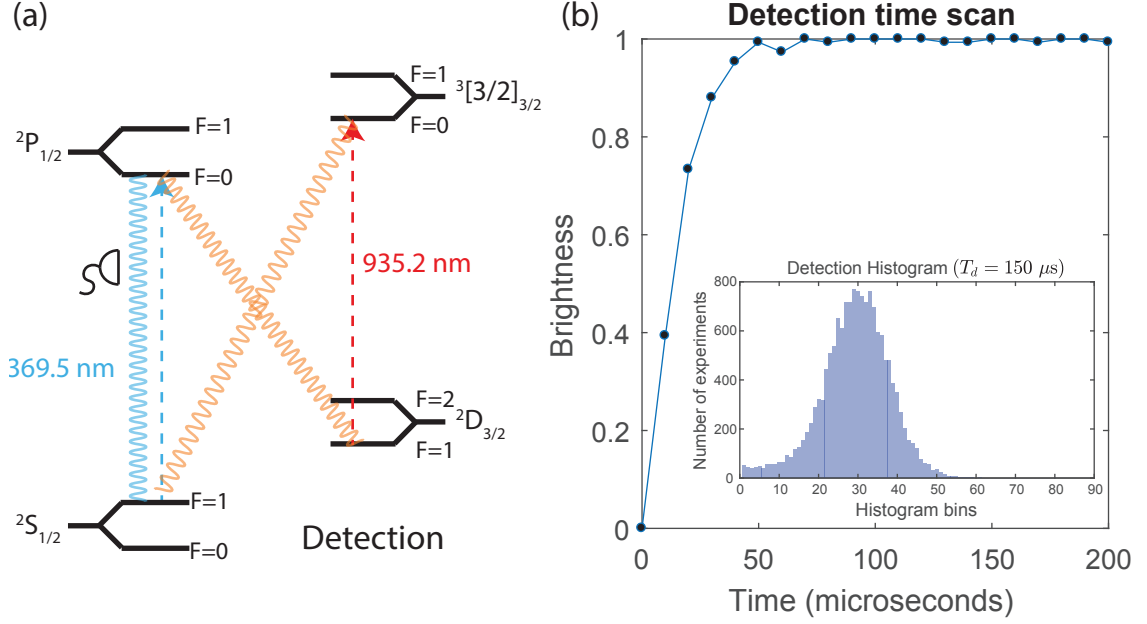 (a)
F=1
³[3/2]₃/₂
F=0
²P₁/₂
F=1
F=0
935.2 nm
369.5 nm
F=2
²D₃/₂
F=1
F=1
²S₁/₂
F=0
Detection
(b)
Detection time scan
Brightness
1
0.8
0.6
0.4
0.2
0
0
50
100
150
200
Time (microseconds)
Detection Histogram (T_d = 150 μs)
Number of experiments
800
600
400
200
0
0 10 20 30 40 50 60 70 80 90
Histogram bins